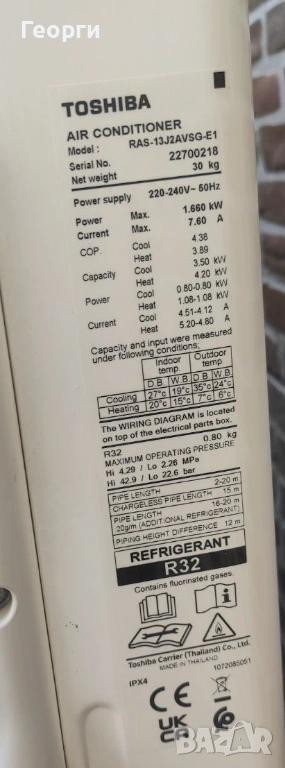 Георги
TOSHIBA
AIR CONDITIONER
Model : RAS-13J2AVSG-E1
Serial No. 22700218
Net weight 30 kg
Power supply 220-240V~ 60Hz
Power Max. 1.660 kW
Current Max. 7.60 A
COP. Cool 4.38
Heat 3.89
Capacity Cool 3.50 kW
Heat 4.20 kW
Power Cool 0.80-0.80 kW
Heat 1.08-1.08 kW
Current Cool 4.51-4.12 A
Heat 5.20-4.80 A
Capacity and input were measured
under following conditions;
Indoor temp. Outdoor temp.
D.B. W.B. D.B. W.B.
Cooling 27°c 19°c 35°c 24°c
Heating 20°c 15°c 7°c 6°c
The WIRING DIAGRAM is located
on top of the electrical parts box.
R32 0.80 kg
MAXIMUM OPERATING PRESSURE
Hi 4.29 / Lo 2.26 MPa
Hi 42.9 / Lo 22.6 bar
PIPE LENGTH 2-20 m
CHARGELESS PIPE LENGTH 15 m
PIPE LENGTH 16-20 m
20g/m (ADDITIONAL REFRIGERANT)
PIPING HEIGHT DIFFERENCE 12 m
REFRIGERANT
R32
Contains fluorinated gases.
Toshiba Carrier (Thailand) Co., Ltd.
MADE IN THAILAND
1072085051
IPX4
CE
UK
CA
BAZAR